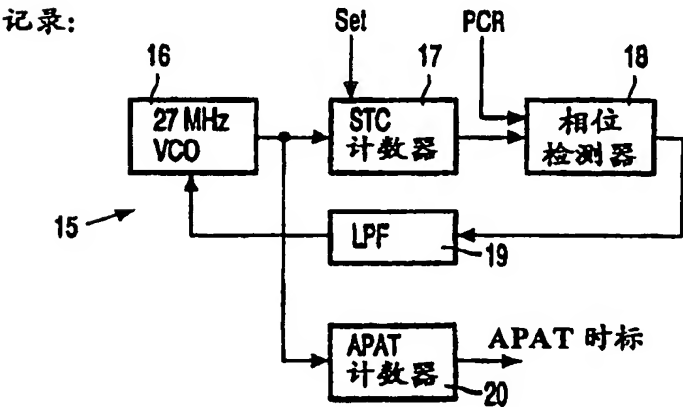 记录:
Set
PCR
16
17
18
27 MHz
VCO
STC
计数器
相位
检测器
15
LPF
19
APAT
计数器
APAT 时标
20